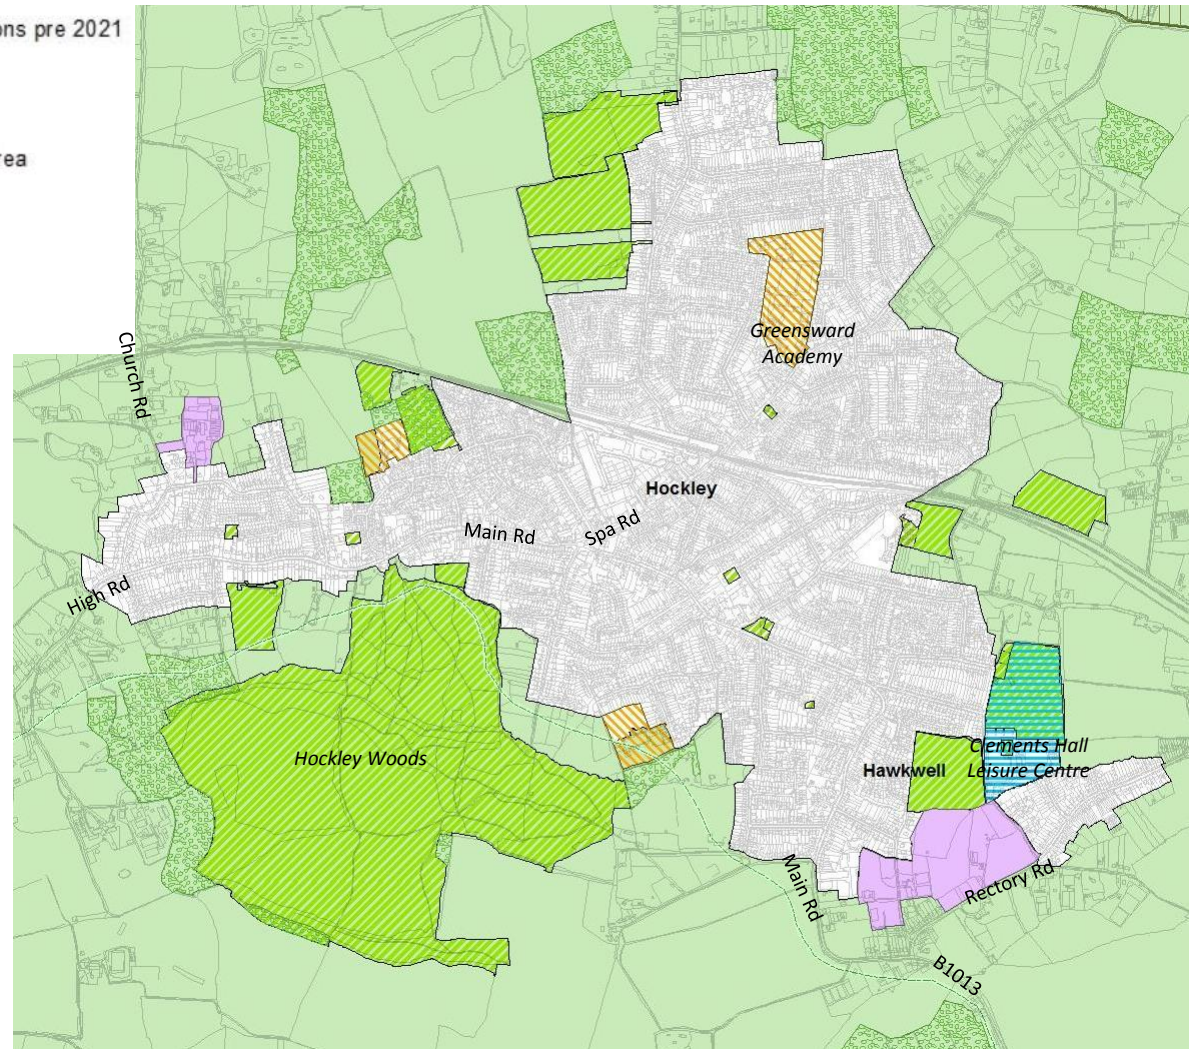 ons pre 2021
rea
Greensward
Academy
Church Rd
Hockley
Main Rd
Spa Rd
High Rd
Hockley Woods
Clements Hall
Leisure Centre
Hawkwell
Main Rd
Rectory Rd
B1013